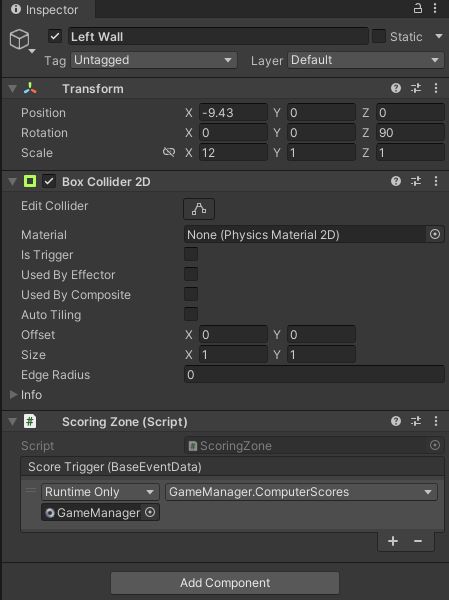 Inspector
Left Wall Static
Tag Untagged Layer Default
Transform
Position X -9.43 Y 0 Z 0
Rotation X 0 Y 0 Z 90
Scale X 12 Y 1 Z 1
Box Collider 2D
Edit Collider
Material None (Physics Material 2D)
Is Trigger
Used By Effector
Used By Composite
Auto Tiling
Offset X 0 Y 0
Size X 1 Y 1
Edge Radius 0
Info
# Scoring Zone (Script)
Script # ScoringZone
Score Trigger (BaseEventData)
Runtime Only GameManager.ComputerScores
GameManager
+ −
Add Component